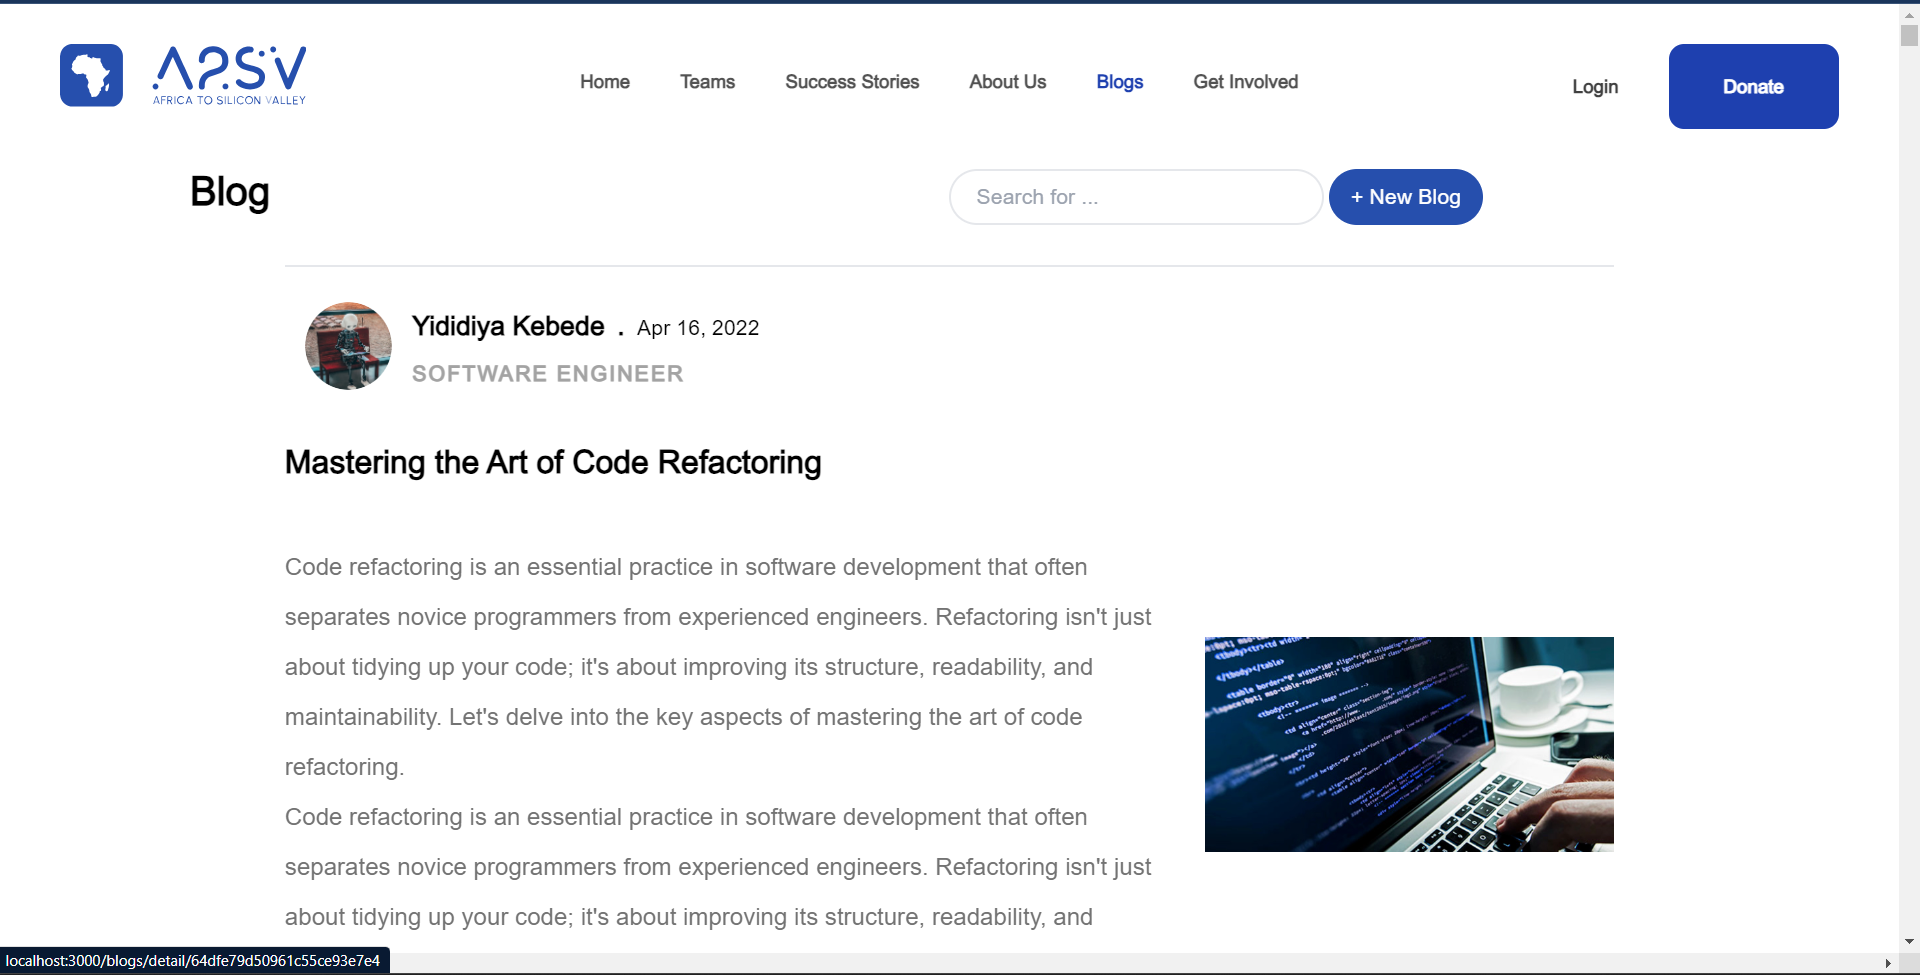 A2SV
AFRICA TO SILICON VALLEY
Home
Teams
Success Stories
About Us
Blogs
Get Involved
Login
Donate
Blog
Search for ...
+ New Blog
Yididiya Kebede . Apr 16, 2022
SOFTWARE ENGINEER
Mastering the Art of Code Refactoring
Code refactoring is an essential practice in software development that often
separates novice programmers from experienced engineers. Refactoring isn't just
about tidying up your code; it's about improving its structure, readability, and
maintainability. Let's delve into the key aspects of mastering the art of code
refactoring.
Code refactoring is an essential practice in software development that often
separates novice programmers from experienced engineers. Refactoring isn't just
about tidying up your code; it's about improving its structure, readability, and
localhost:3000/blogs/detail/64dfe79d50961c55ce93e7e4